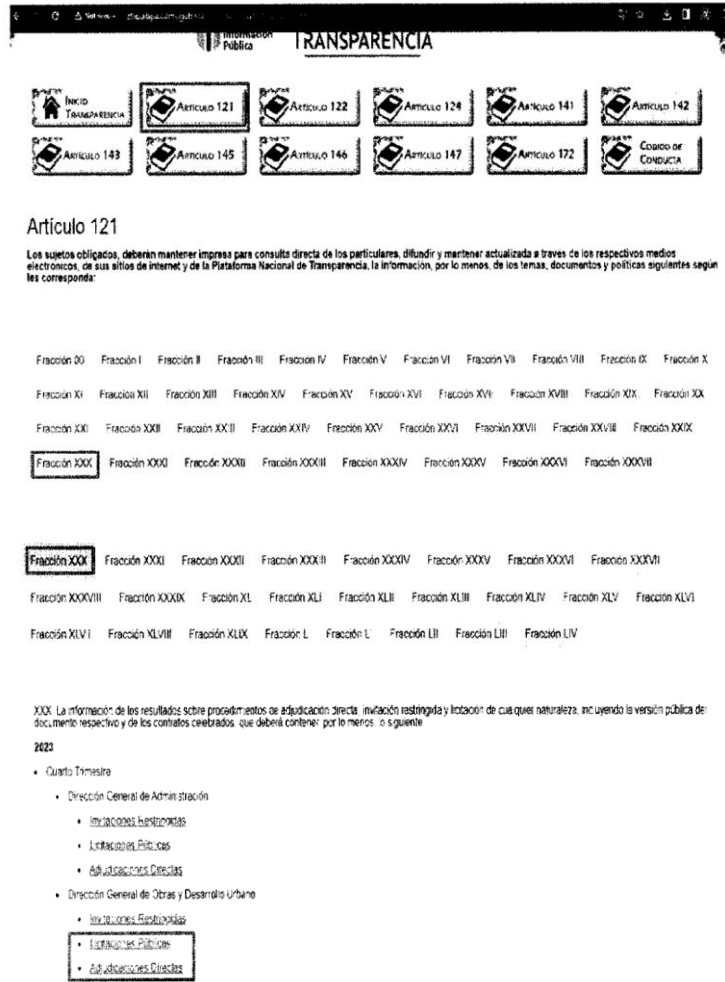 Información
Pública
TRANSPARENCIA
INICIO TRANSPARENCIA
ARTICULO 121
ARTICULO 122
ARTICULO 124
ARTICULO 141
ARTICULO 142
ARTICULO 143
ARTICULO 145
ARTICULO 146
ARTICULO 147
ARTICULO 172
CODIGO DE CONDUCTA
Artículo 121
Los sujetos obligados, deberán mantener impresa para consulta directa de los particulares, difundir y mantener actualizada a través de los respectivos medios
electrónicos, de sus sitios de internet y de la Plataforma Nacional de Transparencia, la información, por lo menos, de los temas, documentos y políticas siguientes según
les corresponda:
Fracción 00 Fracción I Fracción II Fracción III Fracción IV Fracción V Fracción VI Fracción VII Fracción VIII Fracción IX Fracción X
Fracción XI Fracción XII Fracción XIII Fracción XIV Fracción XV Fracción XVI Fracción XVII Fracción XVIII Fracción XIX Fracción XX
Fracción XXI Fracción XXII Fracción XXIII Fracción XXIV Fracción XXV Fracción XXVI Fracción XXVII Fracción XXVIII Fracción XXIX
Fracción XXX Fracción XXXI Fracción XXXII Fracción XXXIII Fracción XXXIV Fracción XXXV Fracción XXXVI Fracción XXXVII
Fracción XXX Fracción XXXI Fracción XXXII Fracción XXXIII Fracción XXXIV Fracción XXXV Fracción XXXVI Fracción XXXVII
Fracción XXXVIII Fracción XXXIX Fracción XL Fracción XLI Fracción XLII Fracción XLIII Fracción XLIV Fracción XLV Fracción XLVI
Fracción XLVII Fracción XLVIII Fracción XLIX Fracción L Fracción LI Fracción LII Fracción LIII Fracción LIV
XXX. La información de los resultados sobre procedimientos de adjudicación directa, invitación restringida y licitación de cualquier naturaleza, incluyendo la versión pública del
documento respectivo y de los contratos celebrados, que deberá contener por lo menos, lo siguiente
2023
• Cuarto Trimestre
• Dirección General de Administración
• Invitaciones Restringidas
• Licitaciones Públicas
• Adjudicaciones Directas
• Dirección General de Obras y Desarrollo Urbano
• Invitaciones Restringidas
• Licitaciones Públicas
• Adjudicaciones Directas